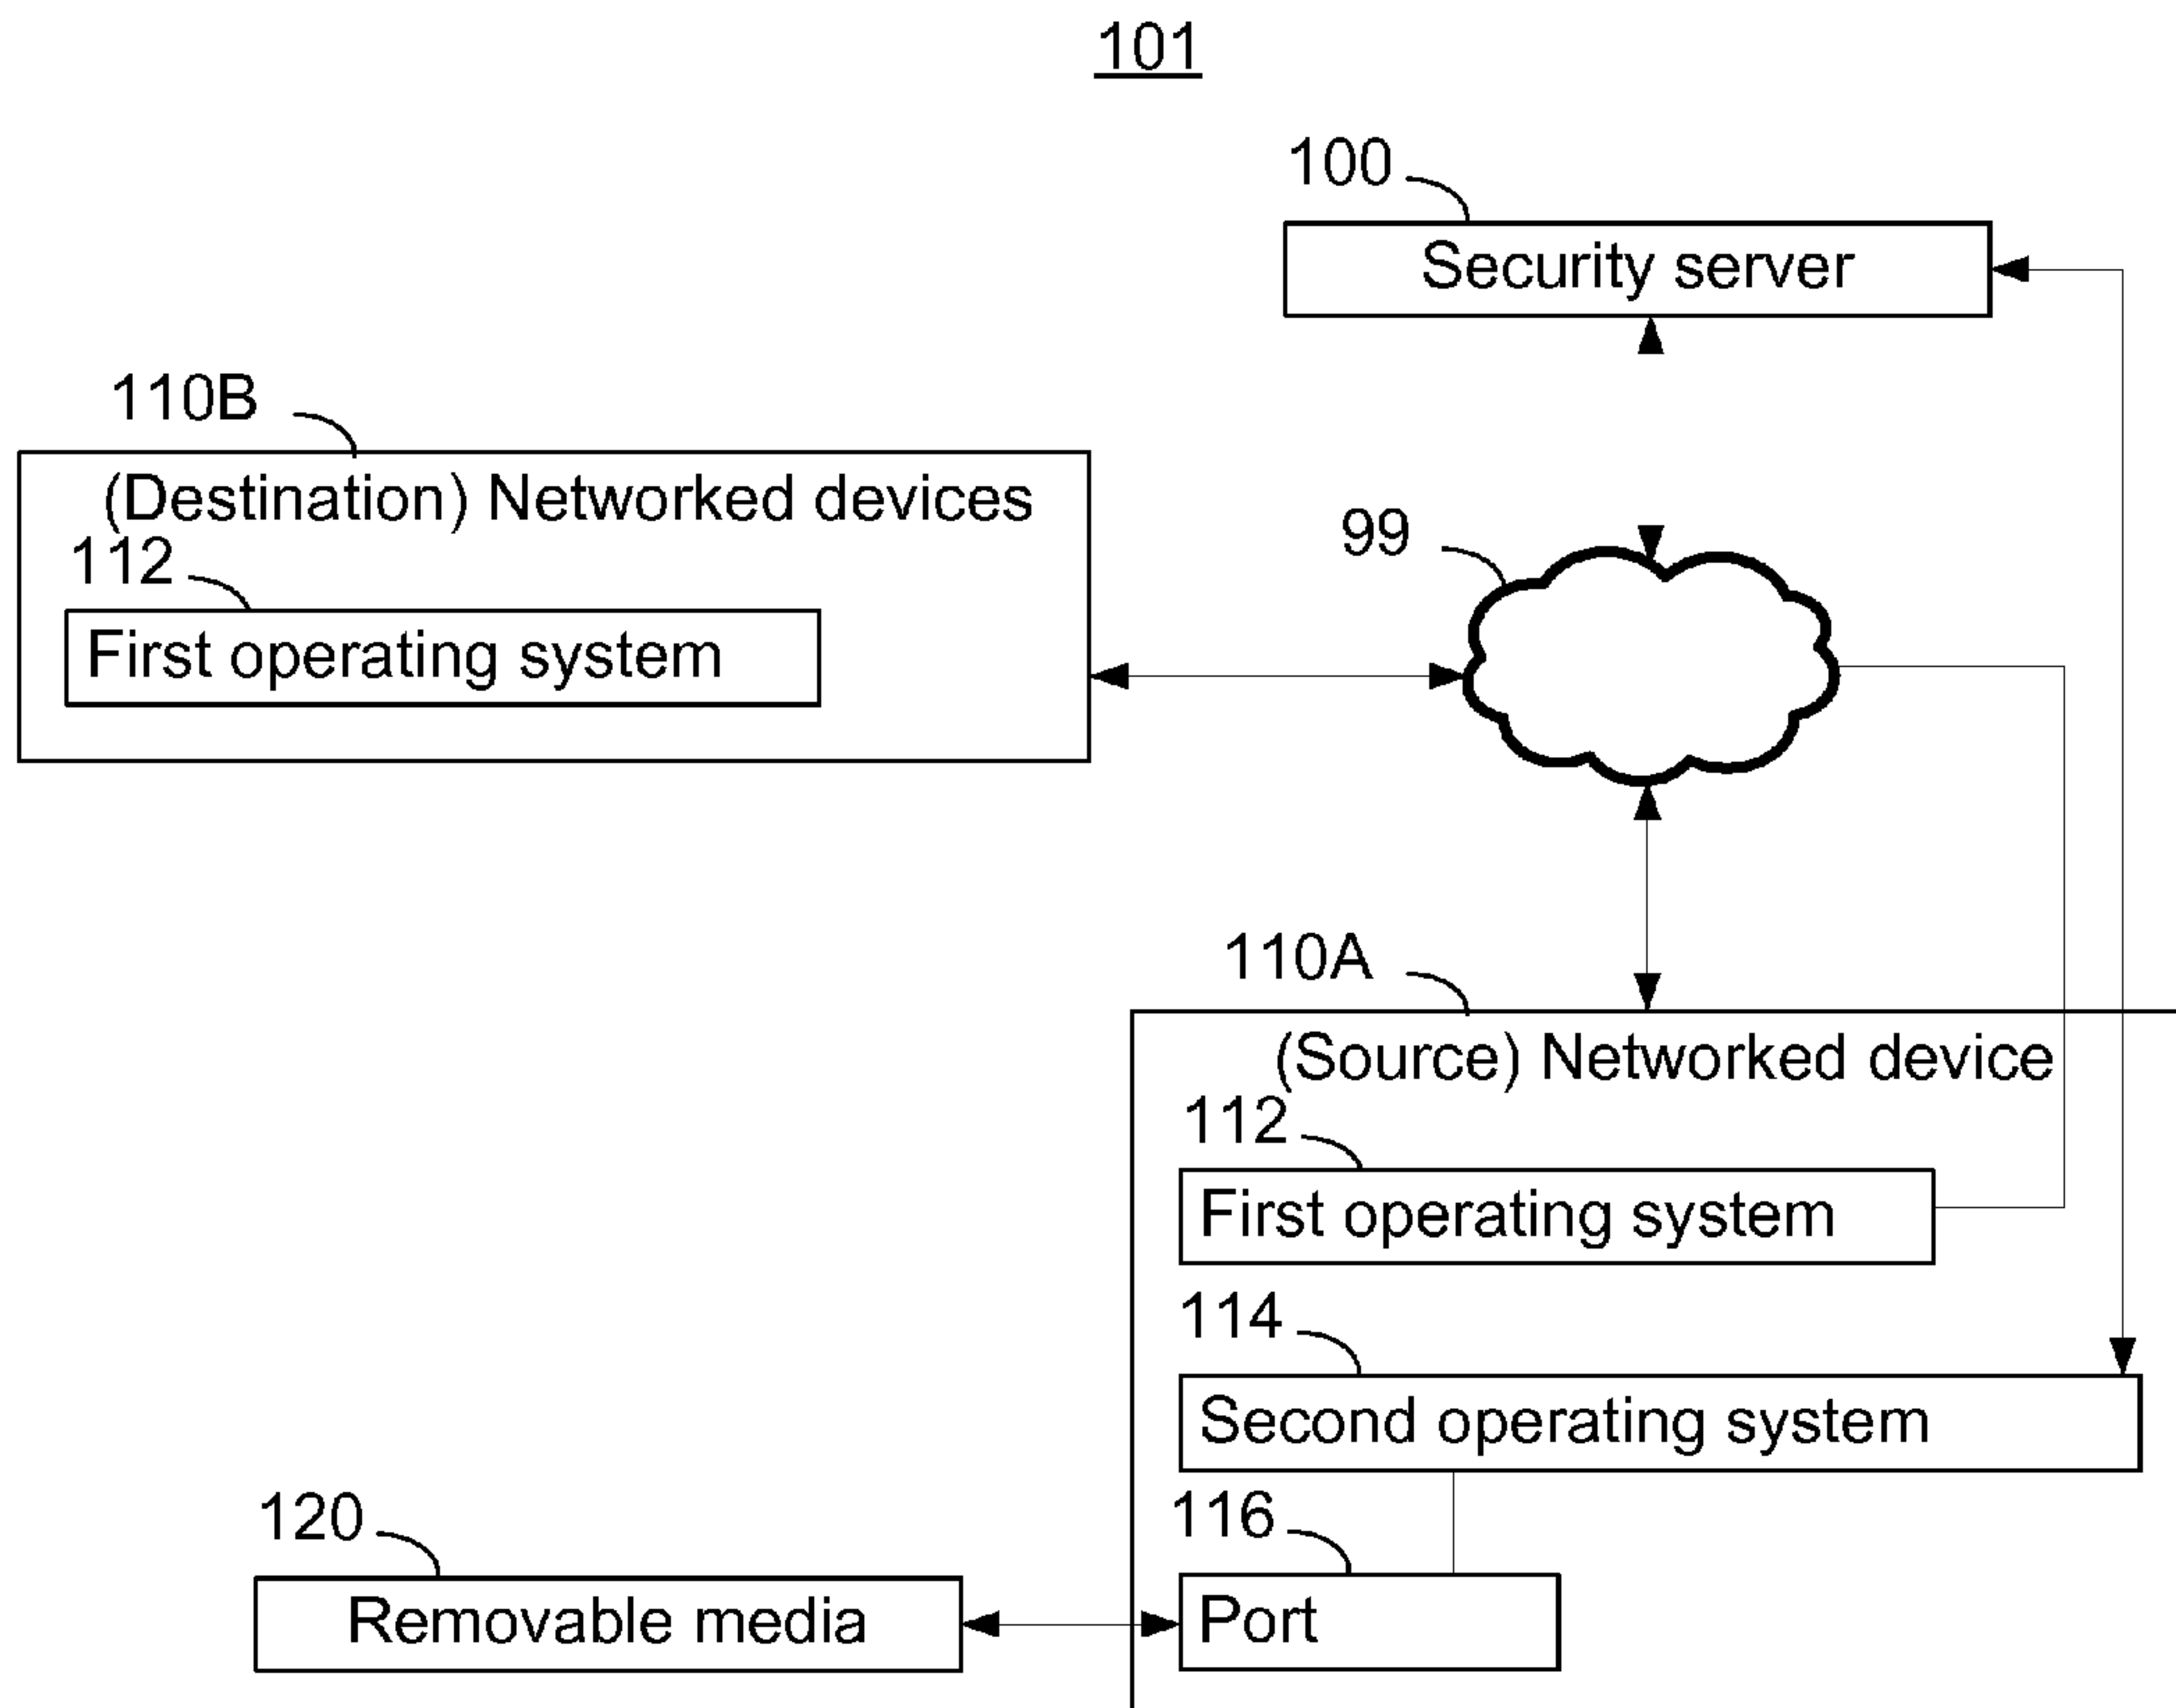 101
100
Security server
110B
(Destination) Networked devices
112
First operating system
99
110A
(Source) Networked device
112
First operating system
114
Second operating system
116
Port
120
Removable media